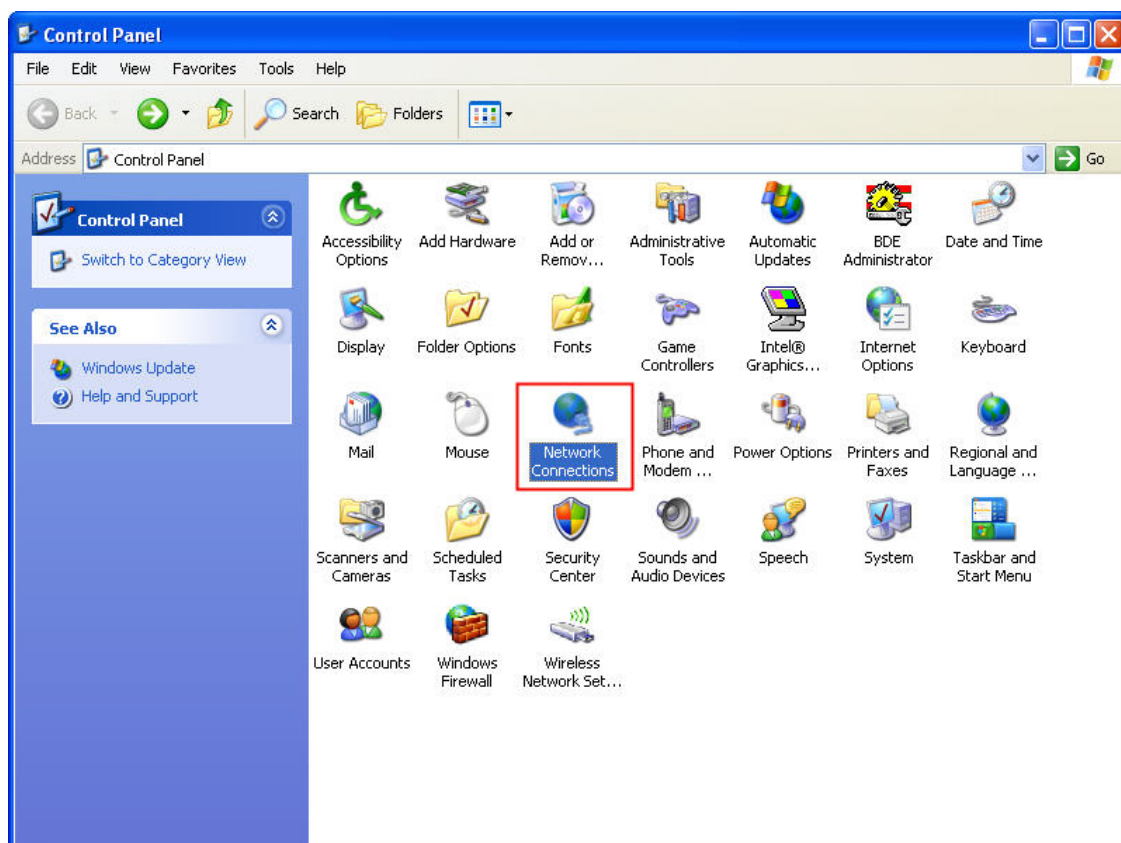 Control Panel
File Edit View Favorites Tools Help
Back Search Folders
Address Control Panel Go
Control Panel
Switch to Category View
See Also
Windows Update
Help and Support
Accessibility Options
Add Hardware
Add or Remov...
Administrative Tools
Automatic Updates
BDE Administrator
Date and Time
Display
Folder Options
Fonts
Game Controllers
Intel® Graphics...
Internet Options
Keyboard
Mail
Mouse
Network Connections
Phone and Modem ...
Power Options
Printers and Faxes
Regional and Language ...
Scanners and Cameras
Scheduled Tasks
Security Center
Sounds and Audio Devices
Speech
System
Taskbar and Start Menu
User Accounts
Windows Firewall
Wireless Network Set...